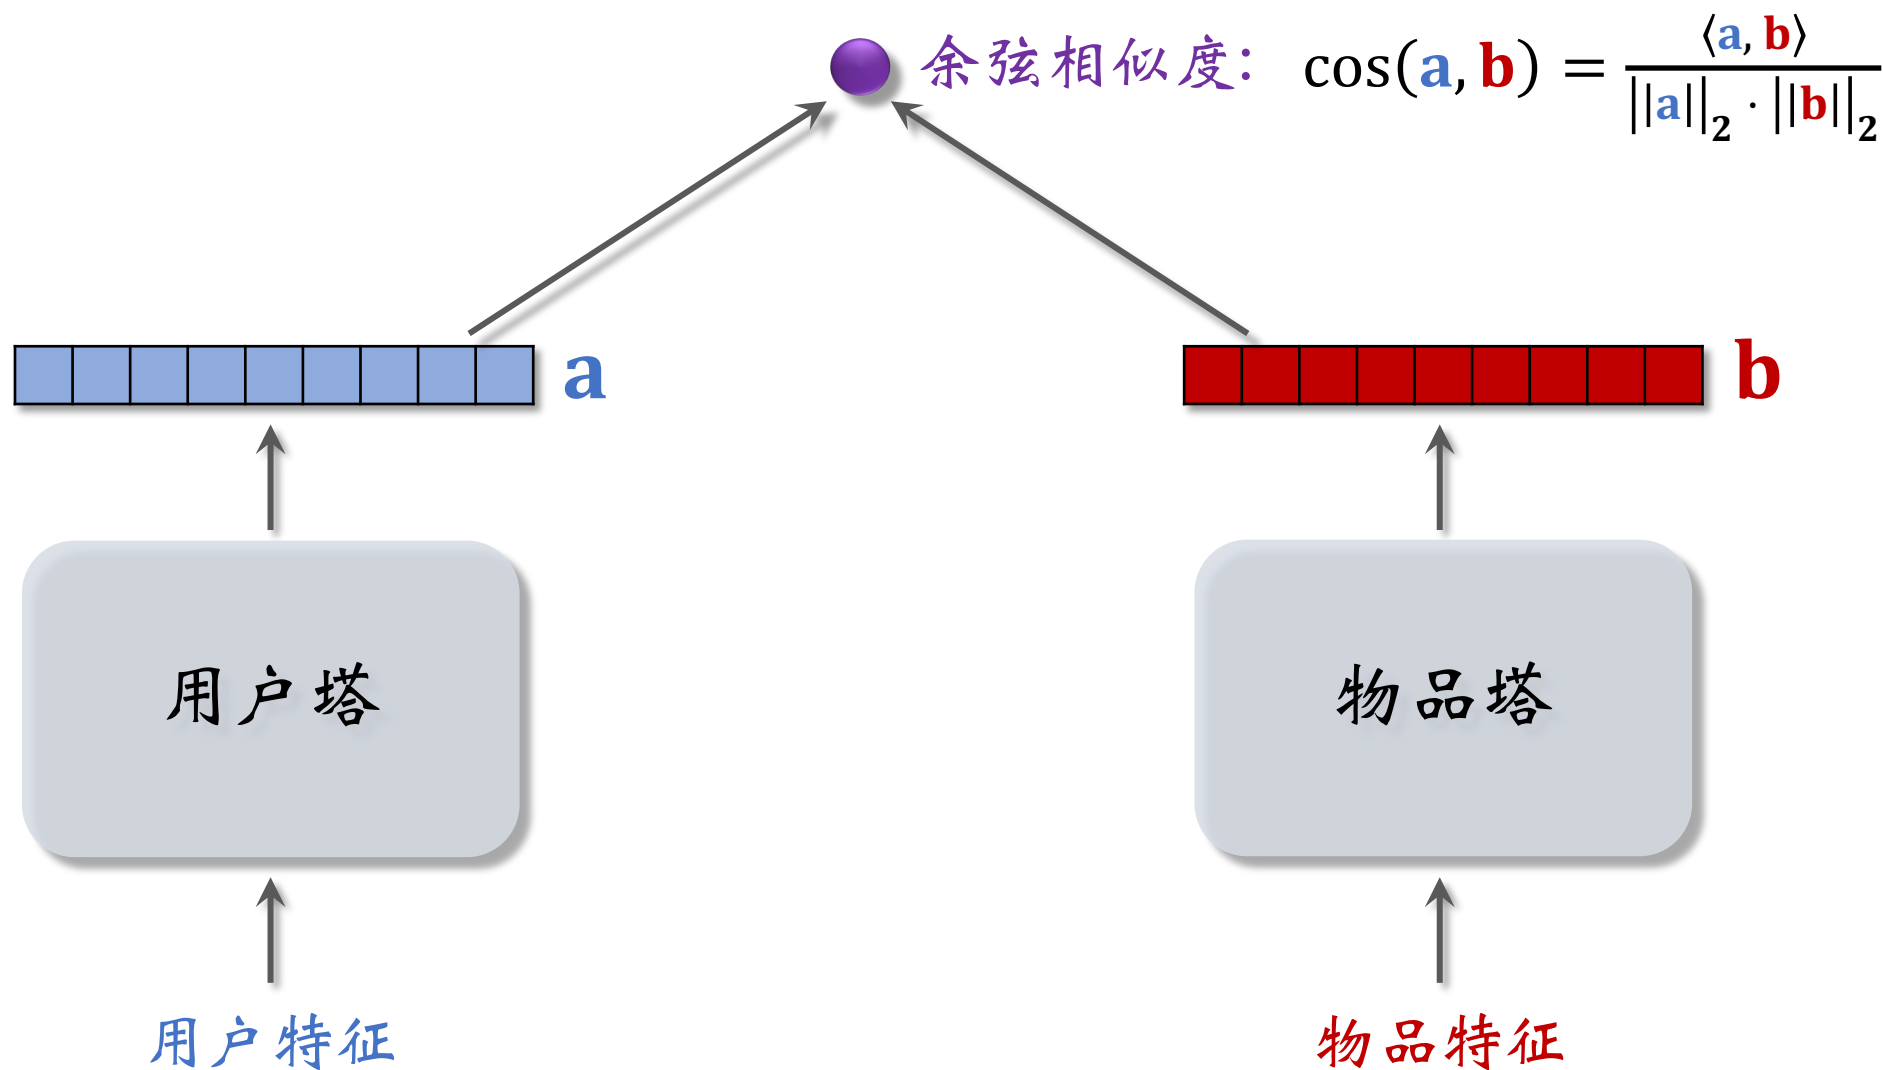 余弦相似度: cos(a, b) = ⟨a, b⟩ / ||a||₂ · ||b||₂
a
b
用户塔
物品塔
用户特征
物品特征